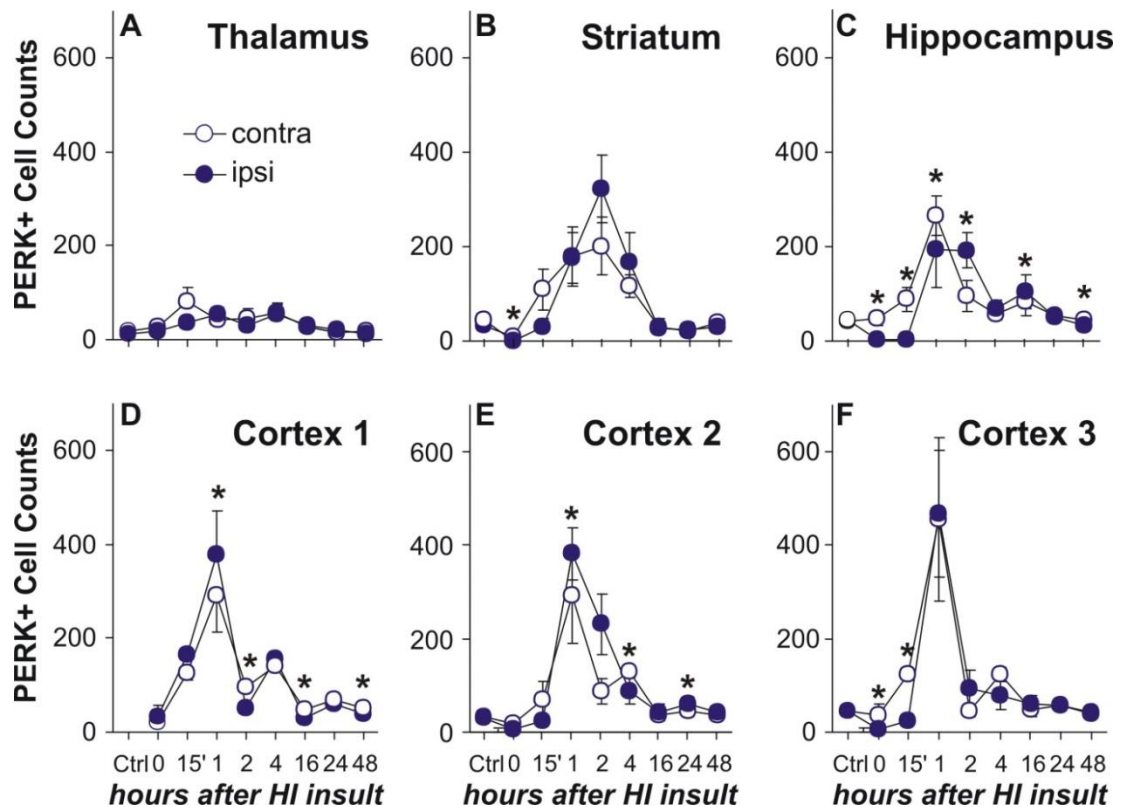 A Thalamus
B Striatum
C Hippocampus
PERK+ Cell Counts
600
400
200
0
contra
ipsi
600
400
200
0
*
600
400
200
0
* * * * * *
D Cortex 1
E Cortex 2
F Cortex 3
PERK+ Cell Counts
600
400
200
0
* * * *
600
400
200
0
* * *
600
400
200
0
* *
Ctrl 0 15' 1 2 4 16 24 48
Ctrl 0 15' 1 2 4 16 24 48
Ctrl 0 15' 1 2 4 16 24 48
hours after HI insult
hours after HI insult
hours after HI insult